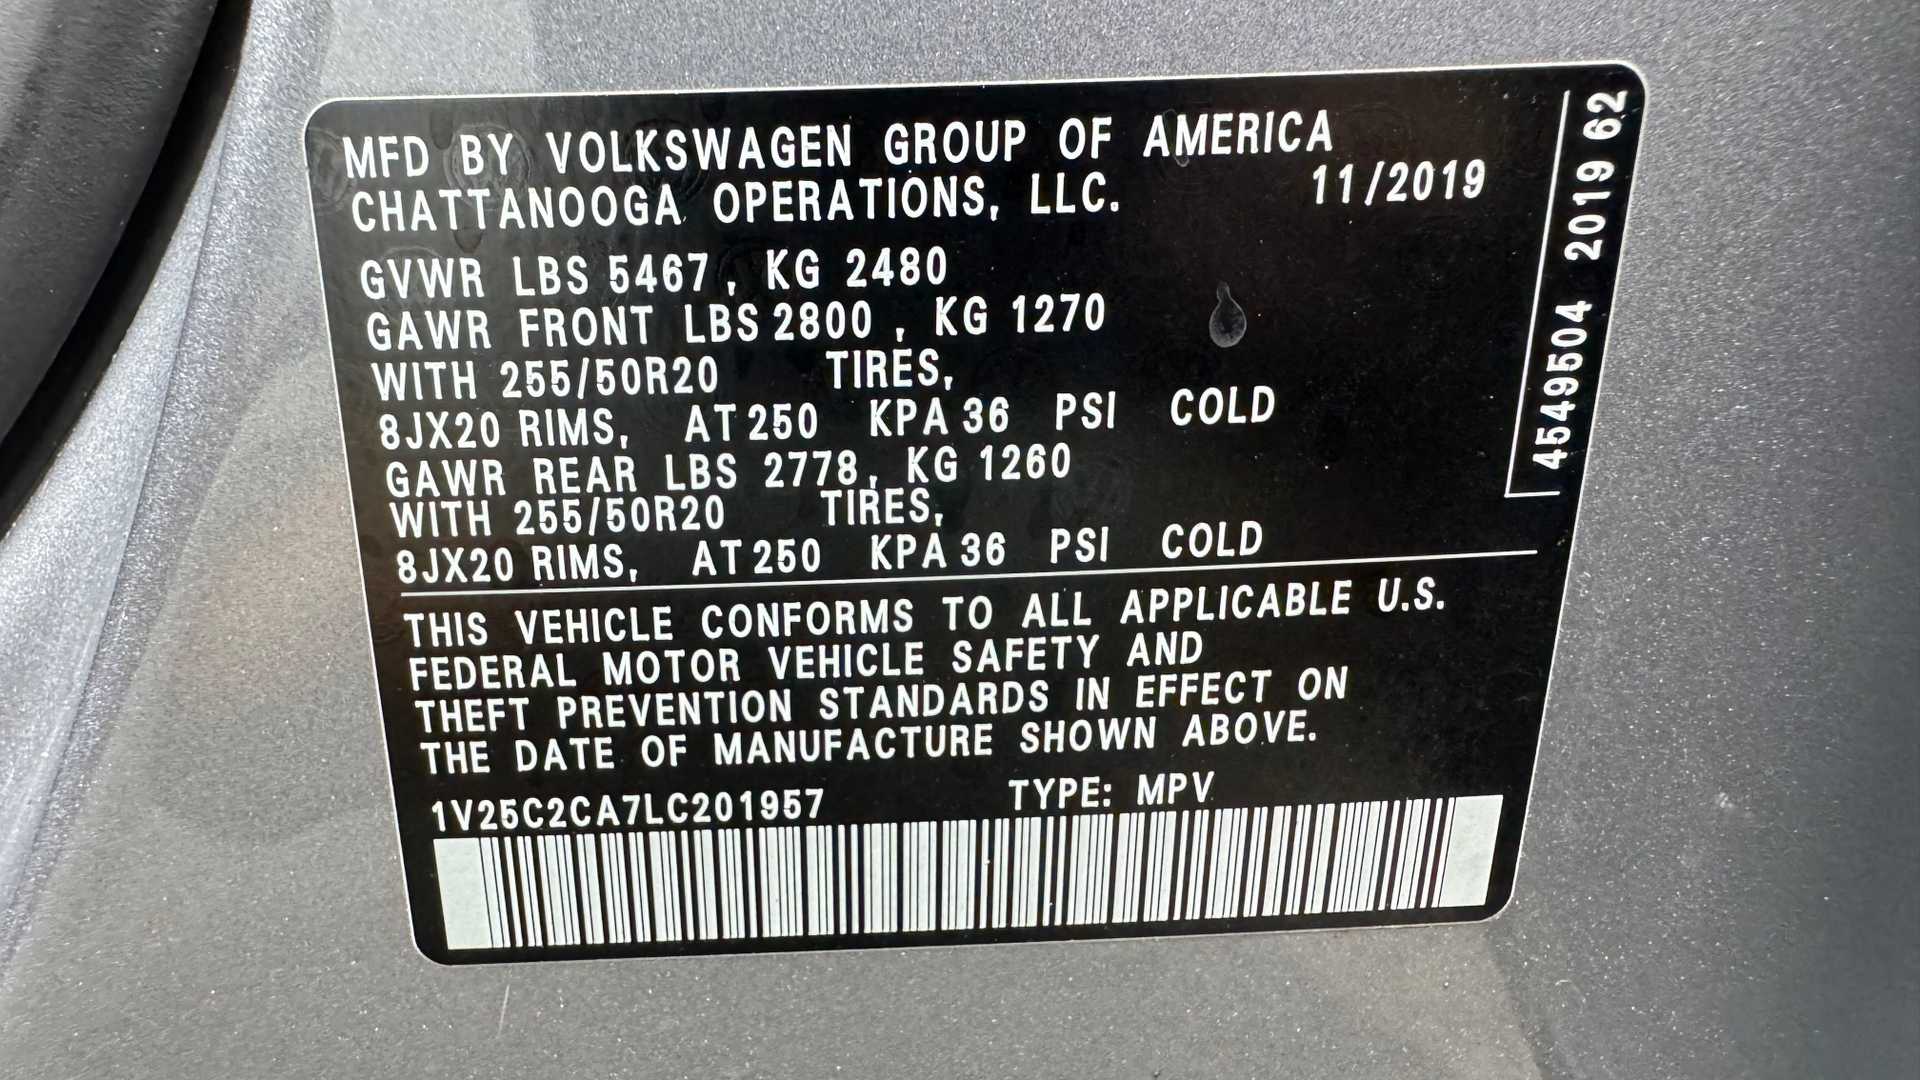 MFD BY VOLKSWAGEN GROUP OF AMERICA
CHATTANOOGA OPERATIONS, LLC. 11/2019
GVWR LBS 5467, KG 2480
GAWR FRONT LBS 2800, KG 1270
WITH 255/50R20 TIRES,
8JX20 RIMS, AT 250 KPA 36 PSI COLD
GAWR REAR LBS 2778, KG 1260
WITH 255/50R20 TIRES,
8JX20 RIMS, AT 250 KPA 36 PSI COLD
THIS VEHICLE CONFORMS TO ALL APPLICABLE U.S.
FEDERAL MOTOR VEHICLE SAFETY AND
THEFT PREVENTION STANDARDS IN EFFECT ON
THE DATE OF MANUFACTURE SHOWN ABOVE.
1V25C2CA7LC201957 TYPE: MPV
4549504 2019 62